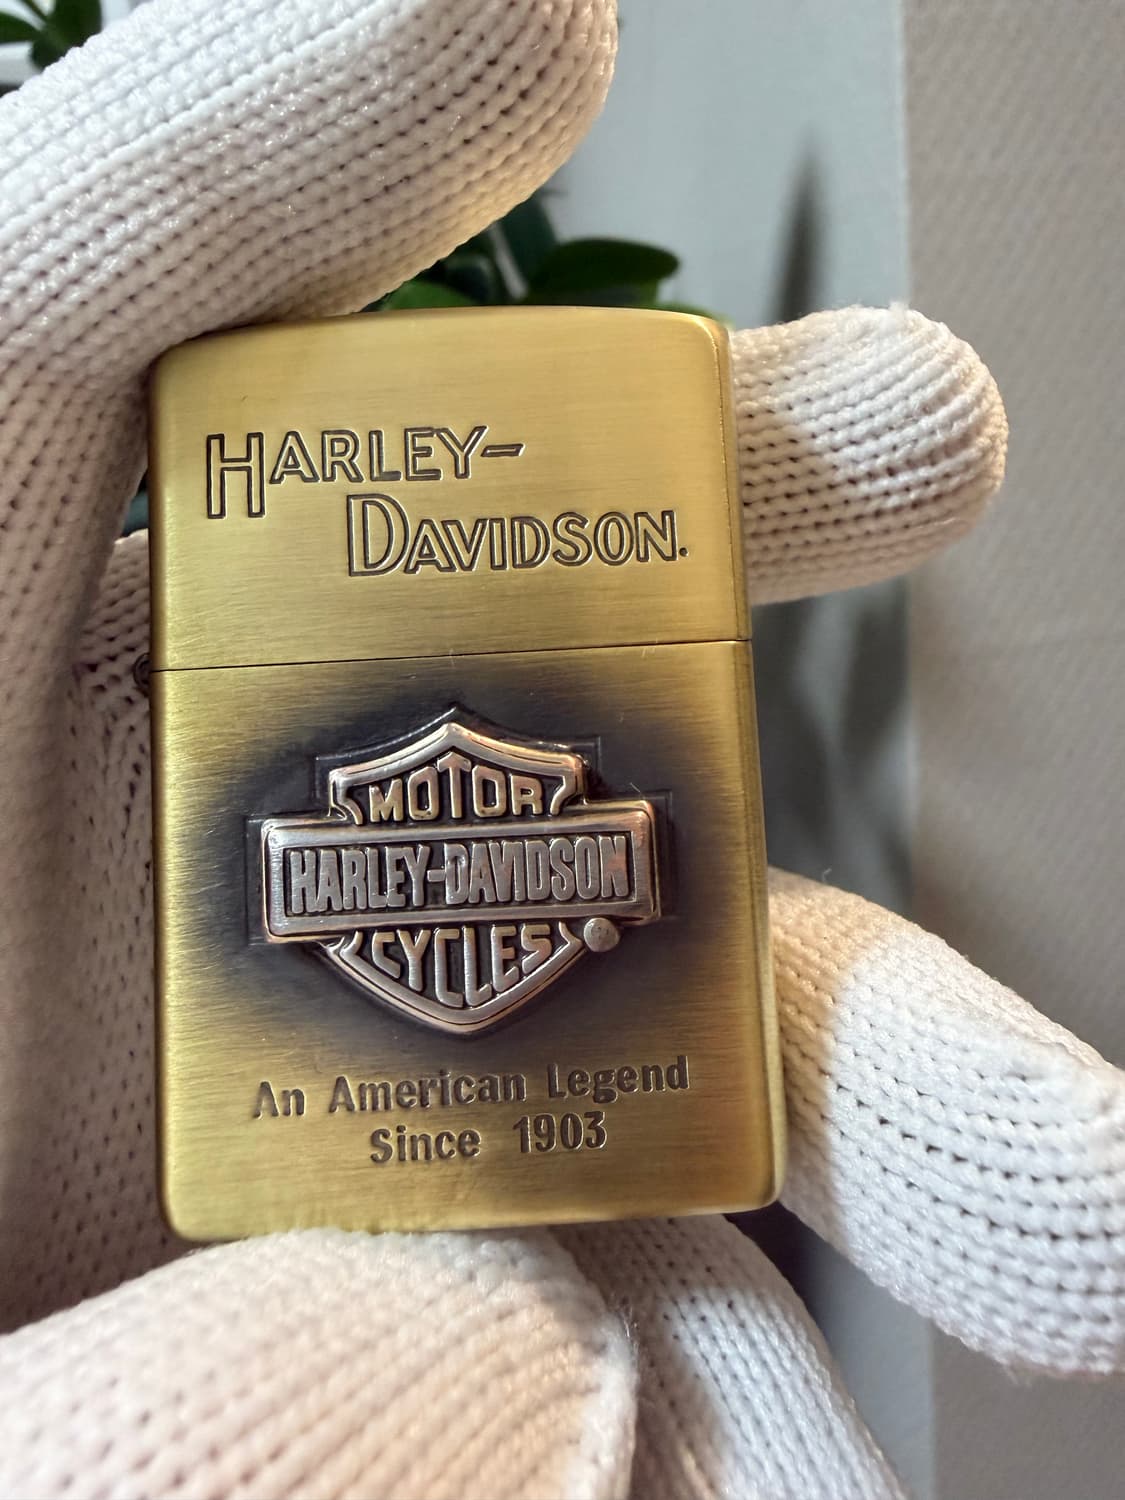 HARLEY-
DAVIDSON.
MOTOR
HARLEY-DAVIDSON
CYCLES
An American Legend
Since 1903